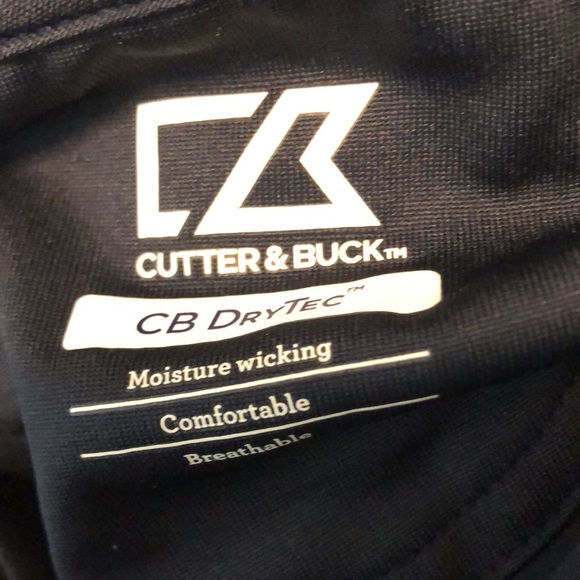 CUTTER & BUCK™
CB DRYTEC™
Moisture wicking
Comfortable
Breathable